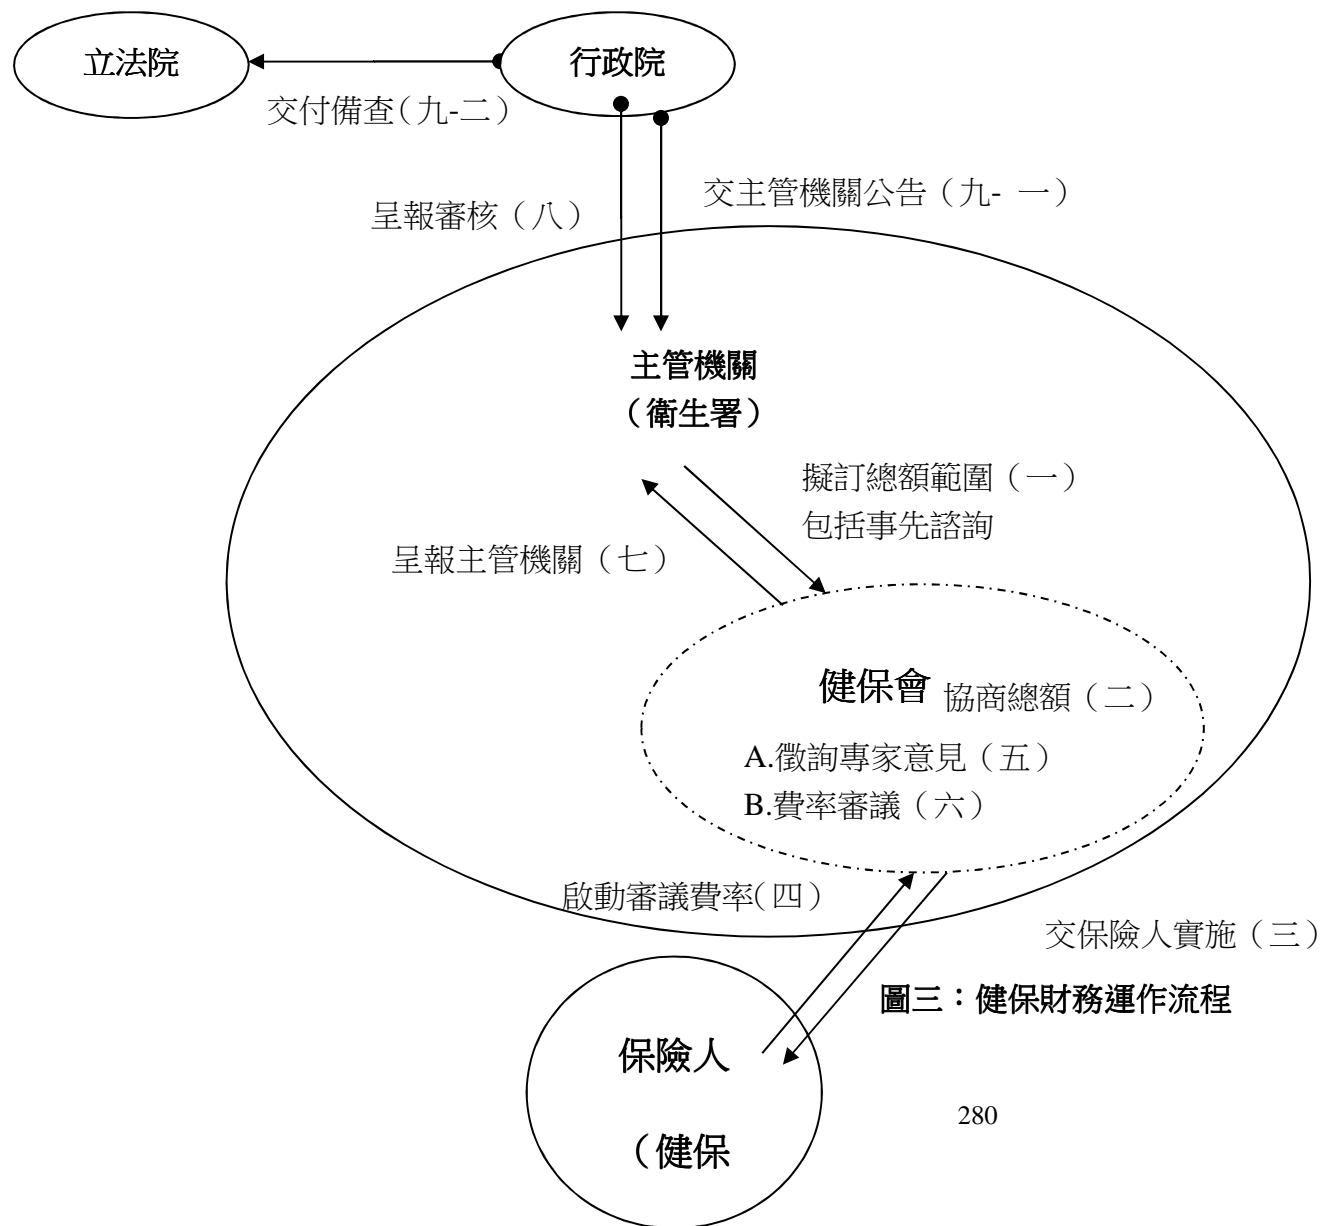 立法院
行政院
交付備查（九-二）
呈報審核（八）
交主管機關公告（九- 一）
主管機關
（衛生署）
擬訂總額範圍（一）
包括事先諮詢
呈報主管機關（七）
健保會
協商總額（二）
A.徵詢專家意見（五）
B.費率審議（六）
啟動審議費率（四）
交保險人實施（三）
圖三：健保財務運作流程
保險人
（健保
280